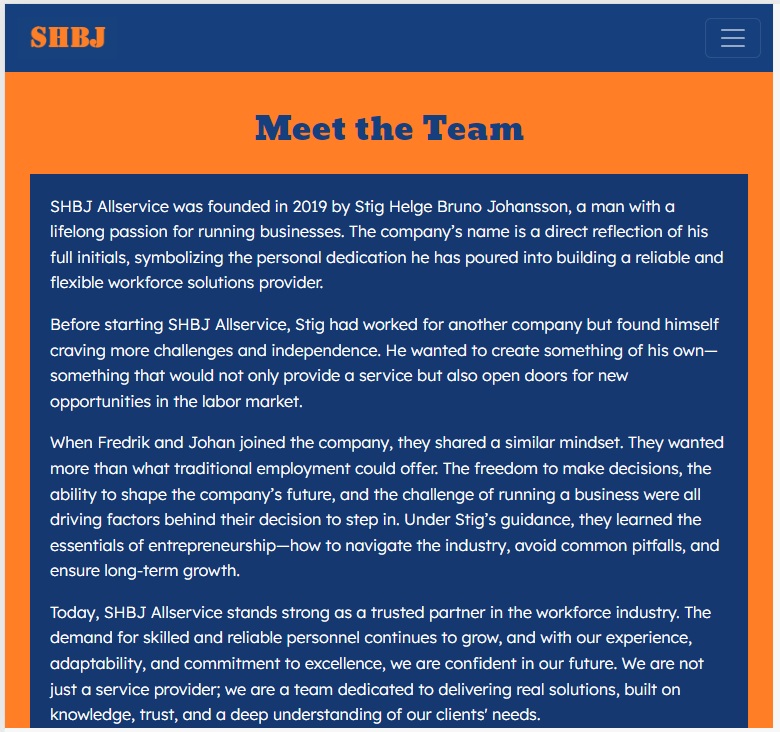 SHBJ
Meet the Team
SHBJ Allservice was founded in 2019 by Stig Helge Bruno Johansson, a man with a
lifelong passion for running businesses. The company’s name is a direct reflection of his
full initials, symbolizing the personal dedication he has poured into building a reliable and
flexible workforce solutions provider.
Before starting SHBJ Allservice, Stig had worked for another company but found himself
craving more challenges and independence. He wanted to create something of his own—
something that would not only provide a service but also open doors for new
opportunities in the labor market.
When Fredrik and Johan joined the company, they shared a similar mindset. They wanted
more than what traditional employment could offer. The freedom to make decisions, the
ability to shape the company’s future, and the challenge of running a business were all
driving factors behind their decision to step in. Under Stig’s guidance, they learned the
essentials of entrepreneurship—how to navigate the industry, avoid common pitfalls, and
ensure long-term growth.
Today, SHBJ Allservice stands strong as a trusted partner in the workforce industry. The
demand for skilled and reliable personnel continues to grow, and with our experience,
adaptability, and commitment to excellence, we are confident in our future. We are not
just a service provider; we are a team dedicated to delivering real solutions, built on
knowledge, trust, and a deep understanding of our clients' needs.